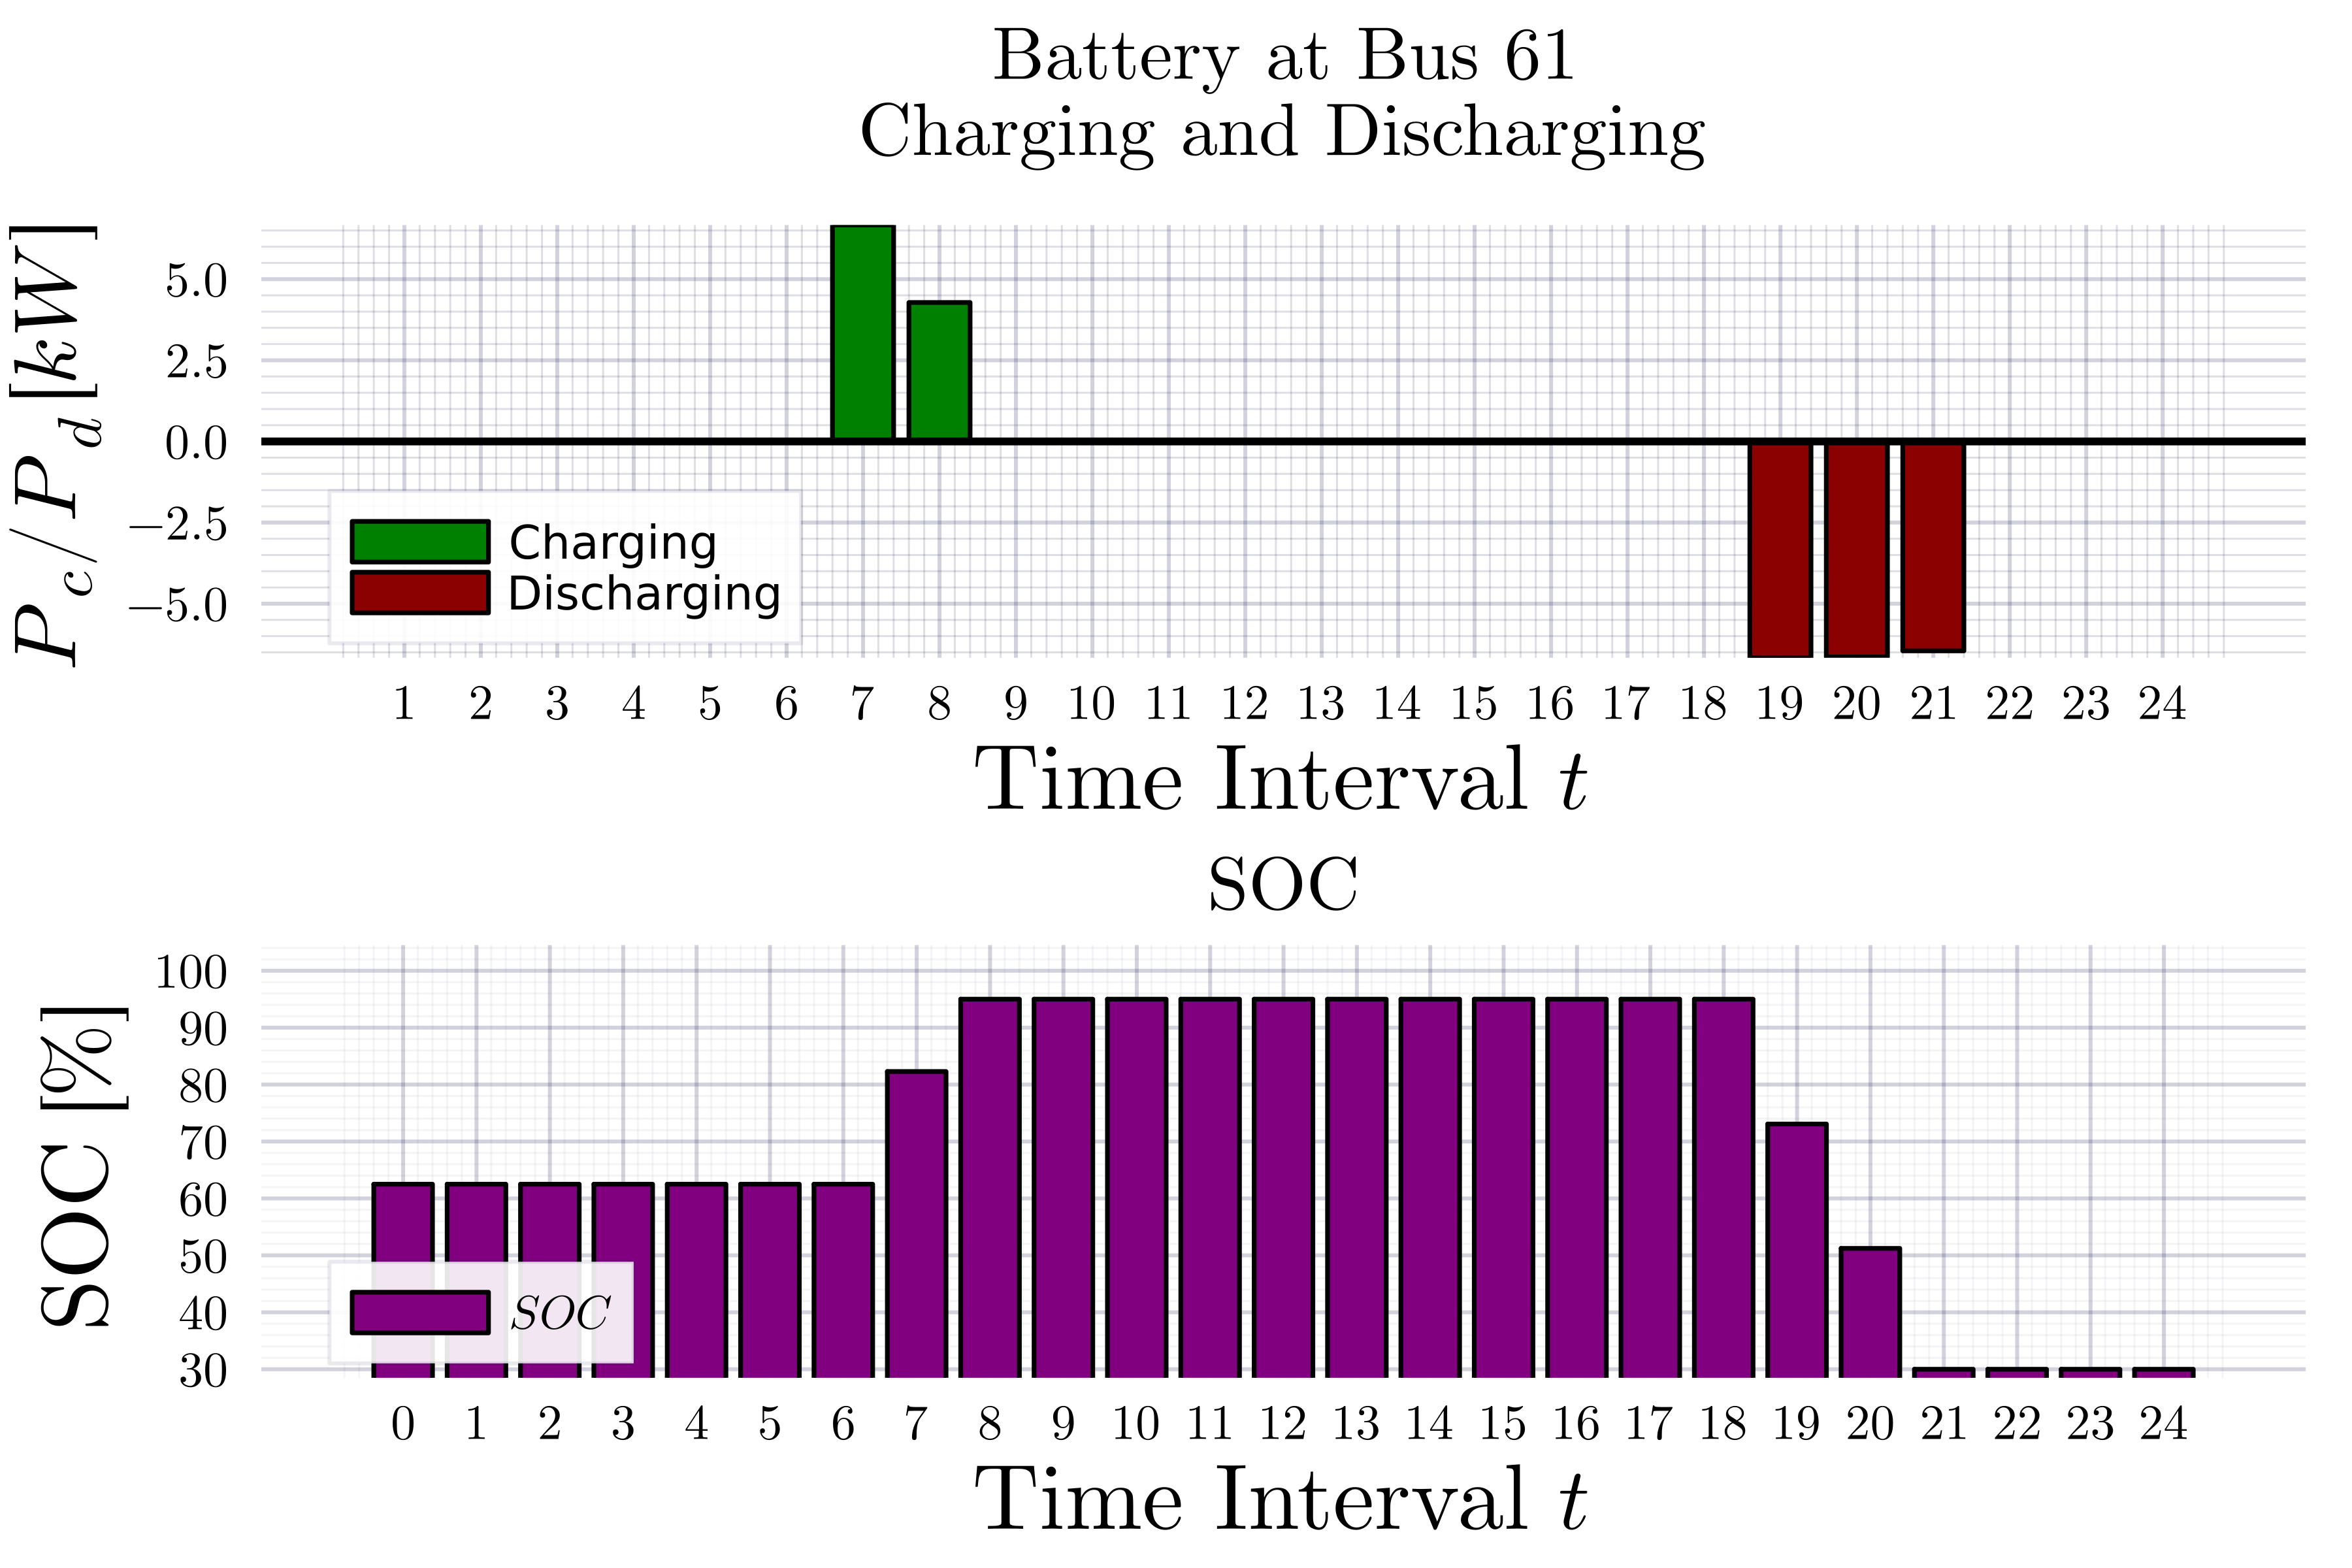 Battery at Bus 61
Charging and Discharging
P_c/P_d [kW]
5.0
2.5
0.0
−2.5
−5.0
Charging
Discharging
1 2 3 4 5 6 7 8 9 10 11 12 13 14 15 16 17 18 19 20 21 22 23 24
Time Interval t
SOC
SOC [%]
100
90
80
70
60
50
40
30
SOC
0 1 2 3 4 5 6 7 8 9 10 11 12 13 14 15 16 17 18 19 20 21 22 23 24
Time Interval t